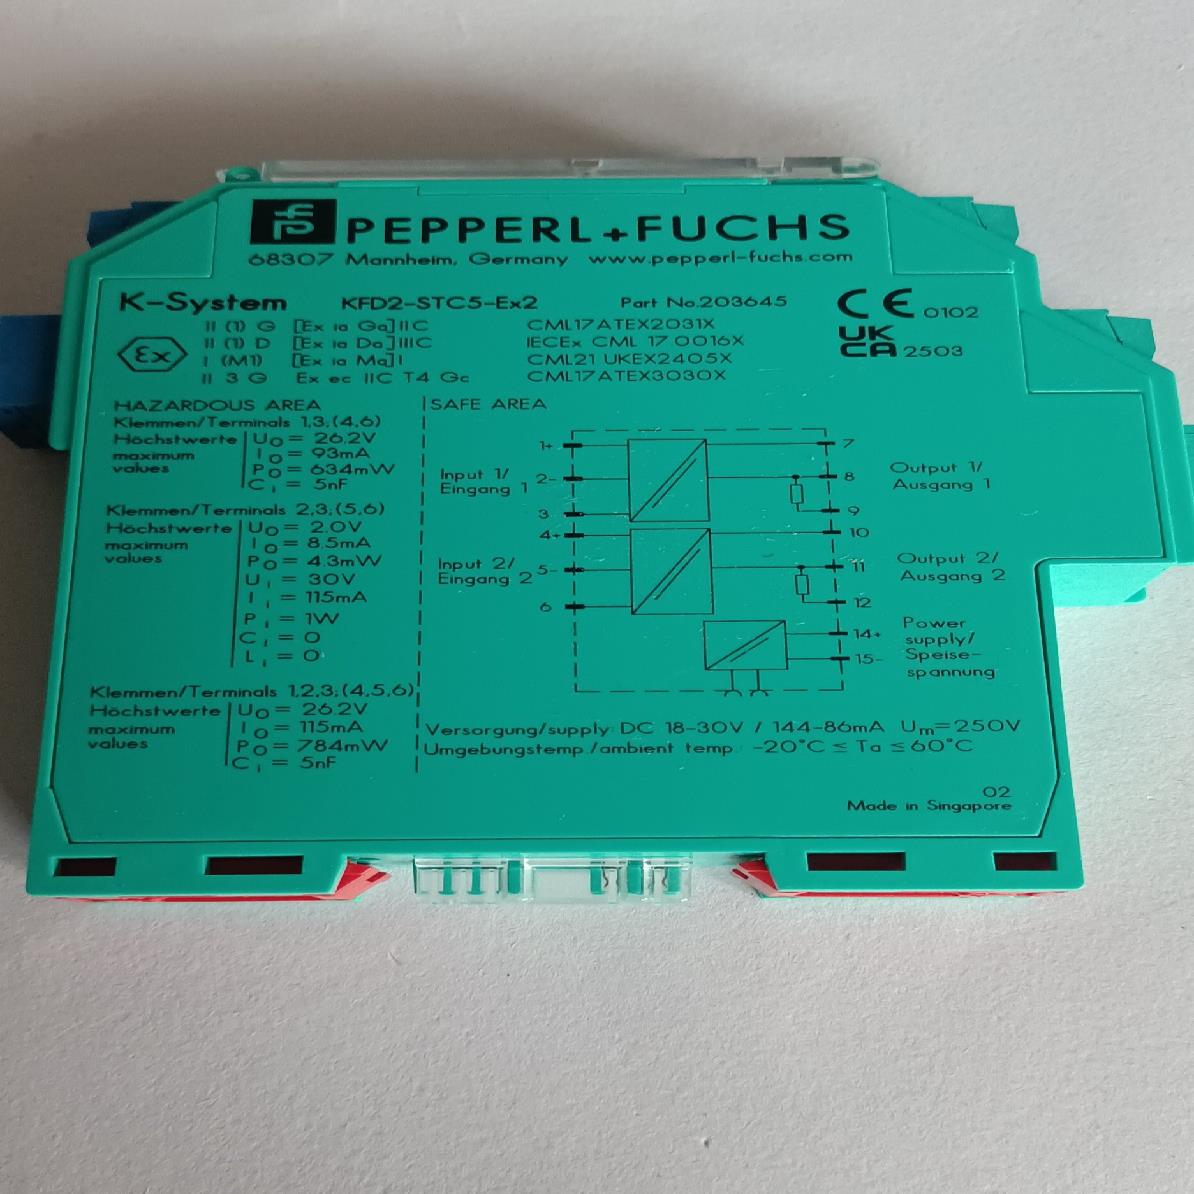 PEPPERL+FUCHS
68307 Mannheim, Germany www.pepperl-fuchs.com
K-System KFD2-STC5-Ex2 Part No.203645
CE 0102
II (1) G [Ex ia Ga] IIC CML17ATEX2031X
II (1) D [Ex ia Da] IIIC IECEx CML 17.0016X
I (M1) [Ex ia Ma] I CML21 UKEX2405X
II 3 G Ex ec IIC T4 Gc CML17ATEX3030X
Ex
UK
CA 2503
HAZARDOUS AREA
Klemmen/Terminals 1,3;(4,6)
Höchstwerte Uo = 26.2V
maximum Io = 93mA
values Po = 634mW
Ci = 5nF
Klemmen/Terminals 2,3;(5,6)
Höchstwerte Uo = 2.0V
maximum Io = 8.5mA
values Po = 4.3mW
Ui = 30V
Ii = 115mA
Pi = 1W
Ci = 0
Li = 0
Klemmen/Terminals 1,2,3;(4,5,6)
Höchstwerte Uo = 26.2V
maximum Io = 115mA
values Po = 784mW
Ci = 5nF
SAFE AREA
Input 1/
Eingang 1
1+
2-
3
Input 2/
Eingang 2
4+
5-
6
7
8
9
Output 1/
Ausgang 1
10
11
12
Output 2/
Ausgang 2
14+
15-
Power
supply/
Speise-
spannung
Versorgung/supply: DC 18-30V / 144-86mA Um=250V
Umgebungstemp./ambient temp.: -20°C ≤ Ta ≤ 60°C
02
Made in Singapore